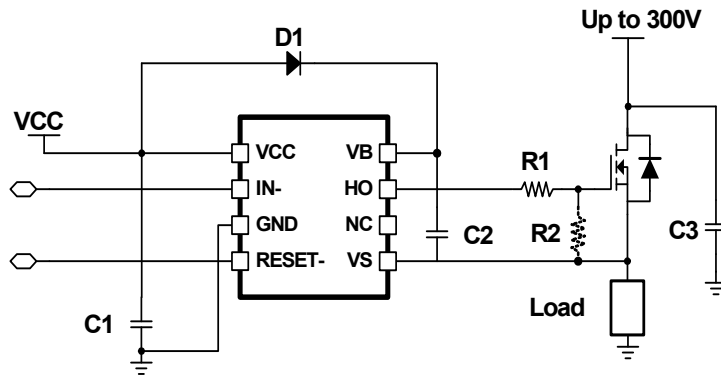 Up to 300V
D1
VCC
VCC
VB
R1
IN-
HO
GND
NC
C2
R2
C3
RESET-
VS
Load
C1